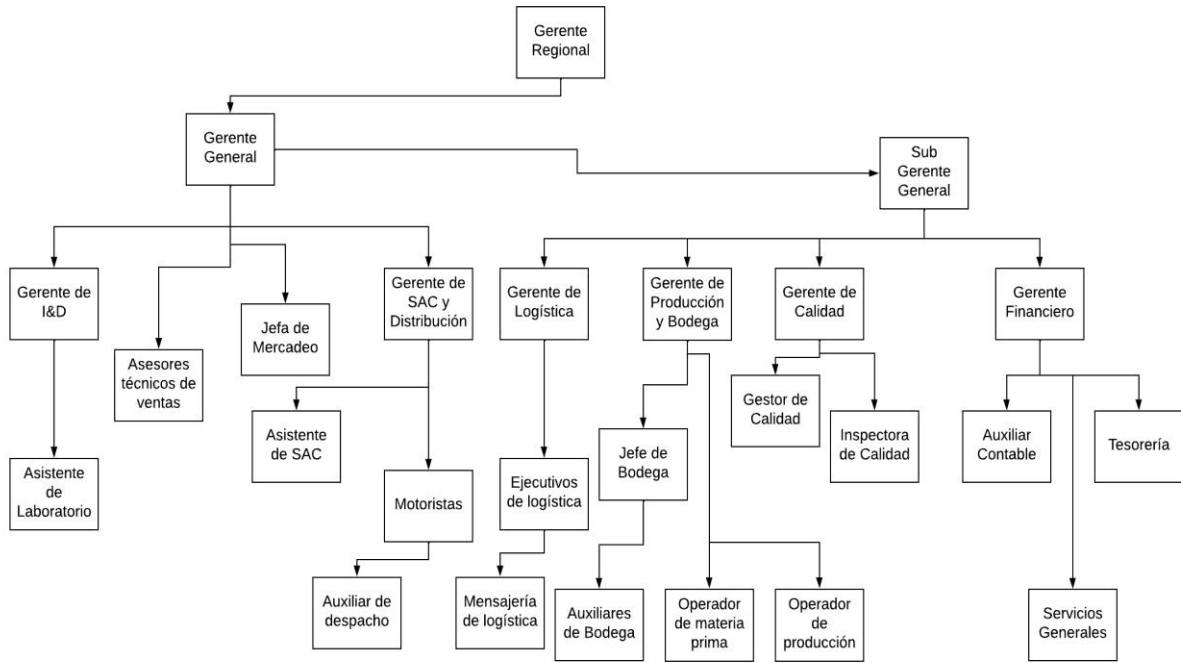 Gerente
Regional
Gerente
General
Sub
Gerente
General
Gerente de
I&D
Asesores
técnicos de
ventas
Jefa de
Mercadeo
Gerente de
SAC y
Distribución
Gerente de
Logística
Gerente de
Producción
y Bodega
Gerente de
Calidad
Gerente
Financiero
Asistente
de
Laboratorio
Asistente
de SAC
Motoristas
Auxiliar de
despacho
Ejecutivos
de logística
Mensajería
de logística
Jefe de
Bodega
Auxiliares
de Bodega
Operador
de materia
prima
Operador
de
producción
Gestor de
Calidad
Inspectora
de Calidad
Auxiliar
Contable
Tesorería
Servicios
Generales